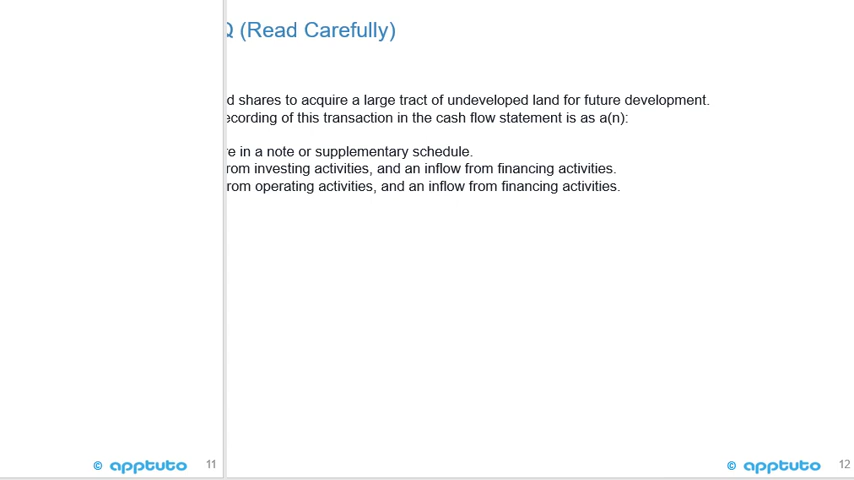 Q (Read Carefully)
d shares to acquire a large tract of undeveloped land for future development.
ecording of this transaction in the cash flow statement is as a(n):
re in a note or supplementary schedule.
rom investing activities, and an inflow from financing activities.
rom operating activities, and an inflow from financing activities.
© apptuto 11
© apptuto 12